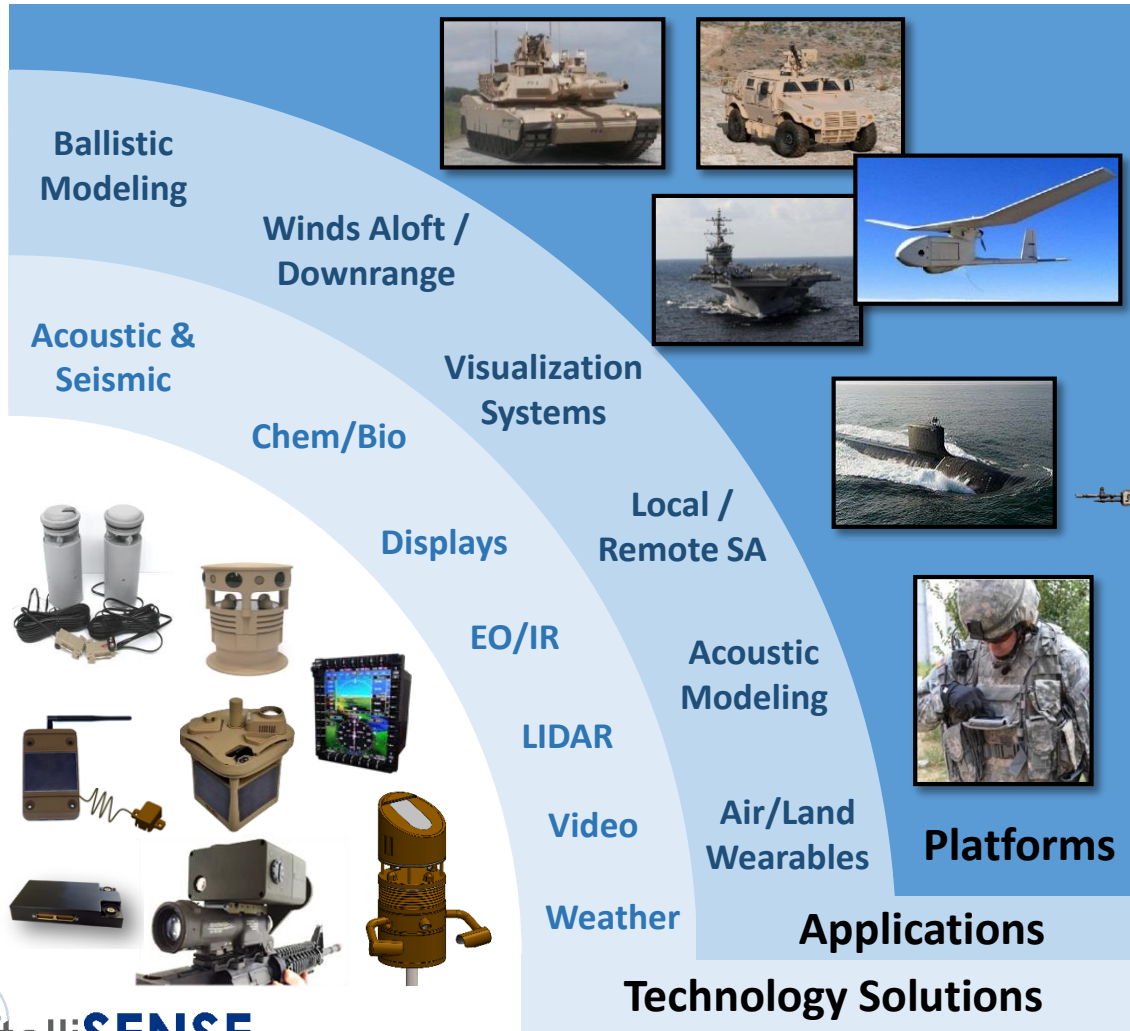 Ballistic
Modeling
Winds Aloft /
Downrange
Visualization
Systems
Local /
Remote SA
Acoustic
Modeling
Air/Land
Wearables
Acoustic &
Seismic
Chem/Bio
Displays
EO/IR
LIDAR
Video
Weather
Platforms
Applications
Technology Solutions